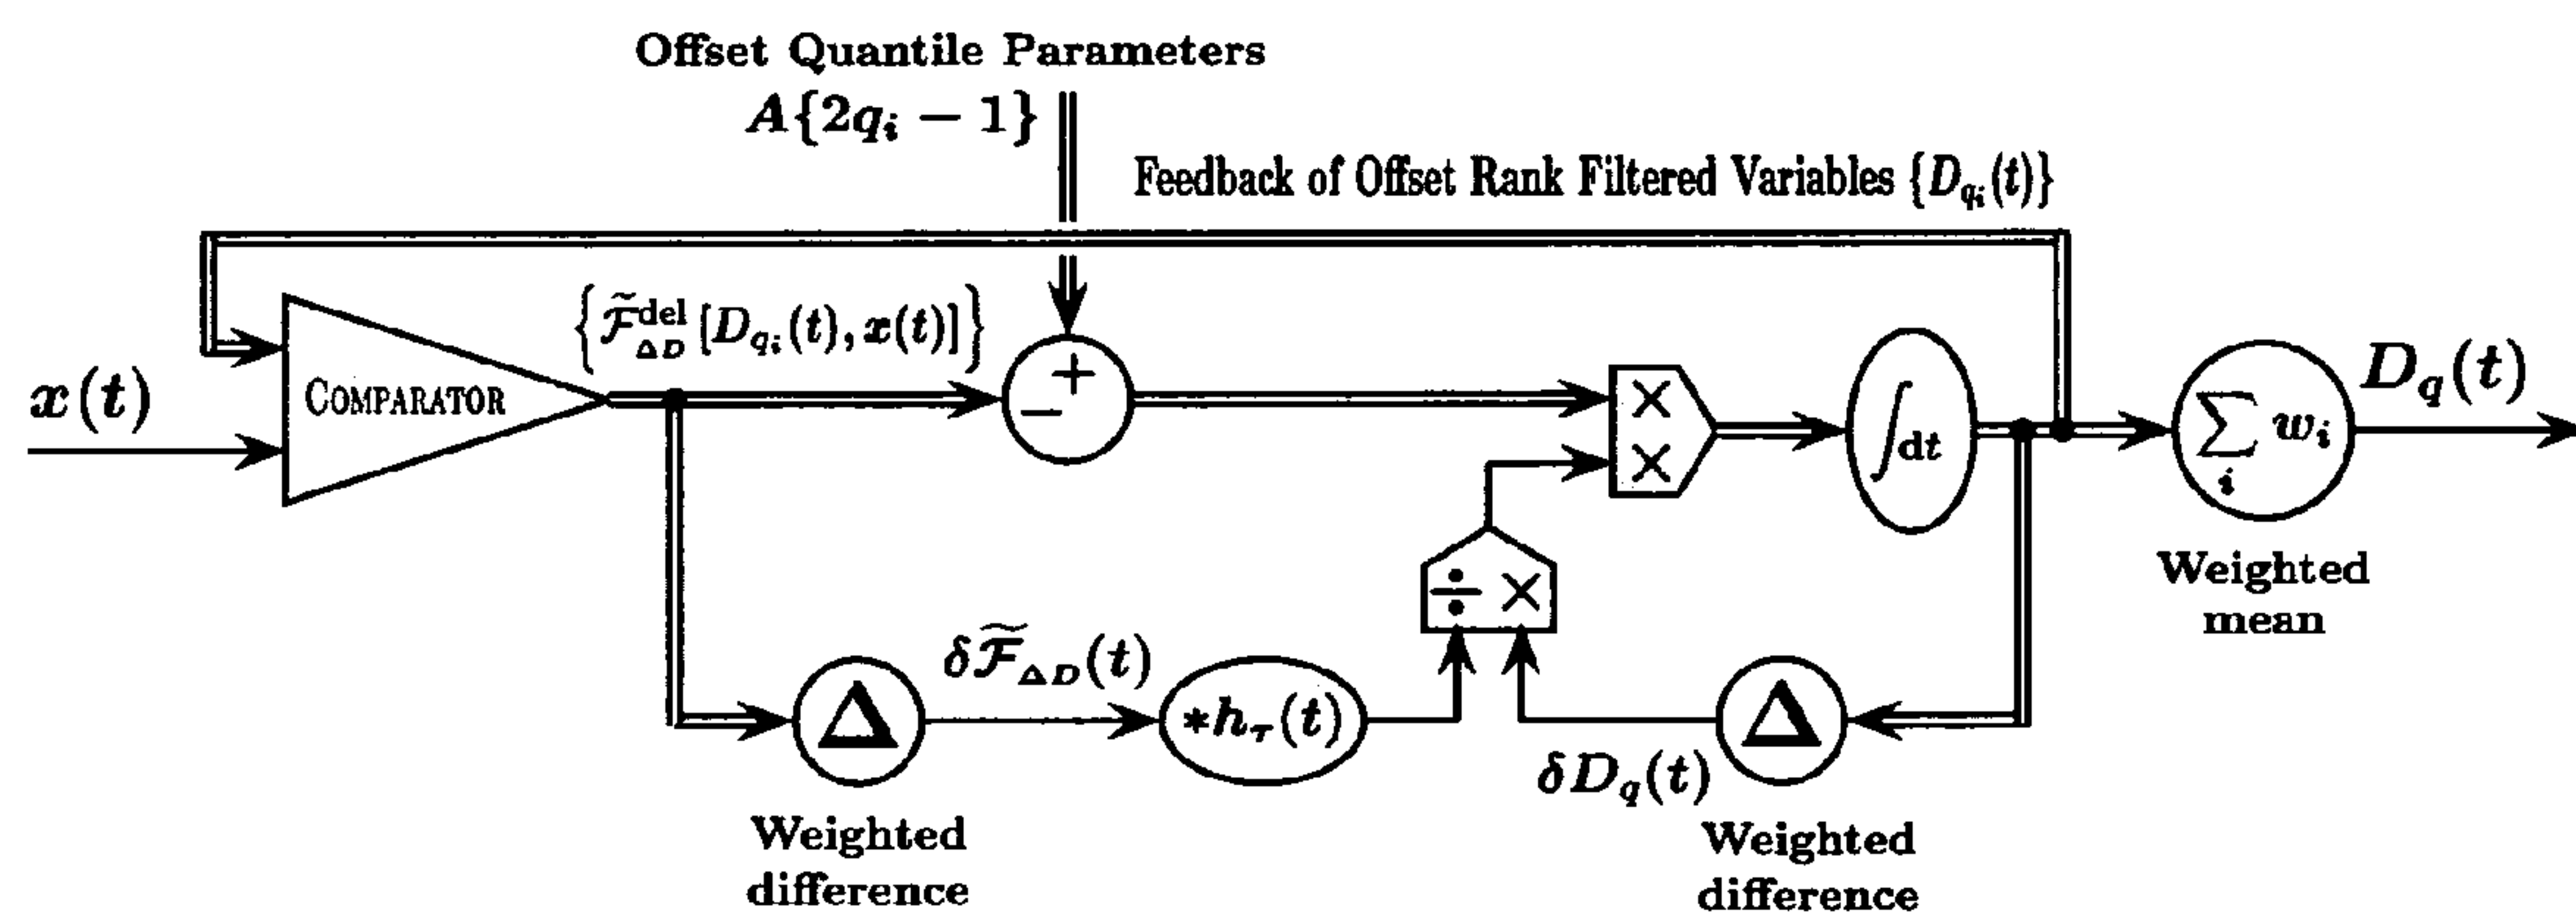 Offset Quantile Parameters
A{2qᵢ − 1}
Feedback of Offset Rank Filtered Variables {D_{qᵢ}(t)}
x(t)
COMPARATOR
{ℱ̃^{del}_{ΔD} [D_{qᵢ}(t), x(t)]}
+
−
×
×
∫dt
∑ᵢ wᵢ
D_q(t)
Weighted
mean
÷ ×
Δ
δℱ̃_{ΔD}(t)
*h_τ(t)
δD_q(t)
Δ
Weighted
difference
Weighted
difference